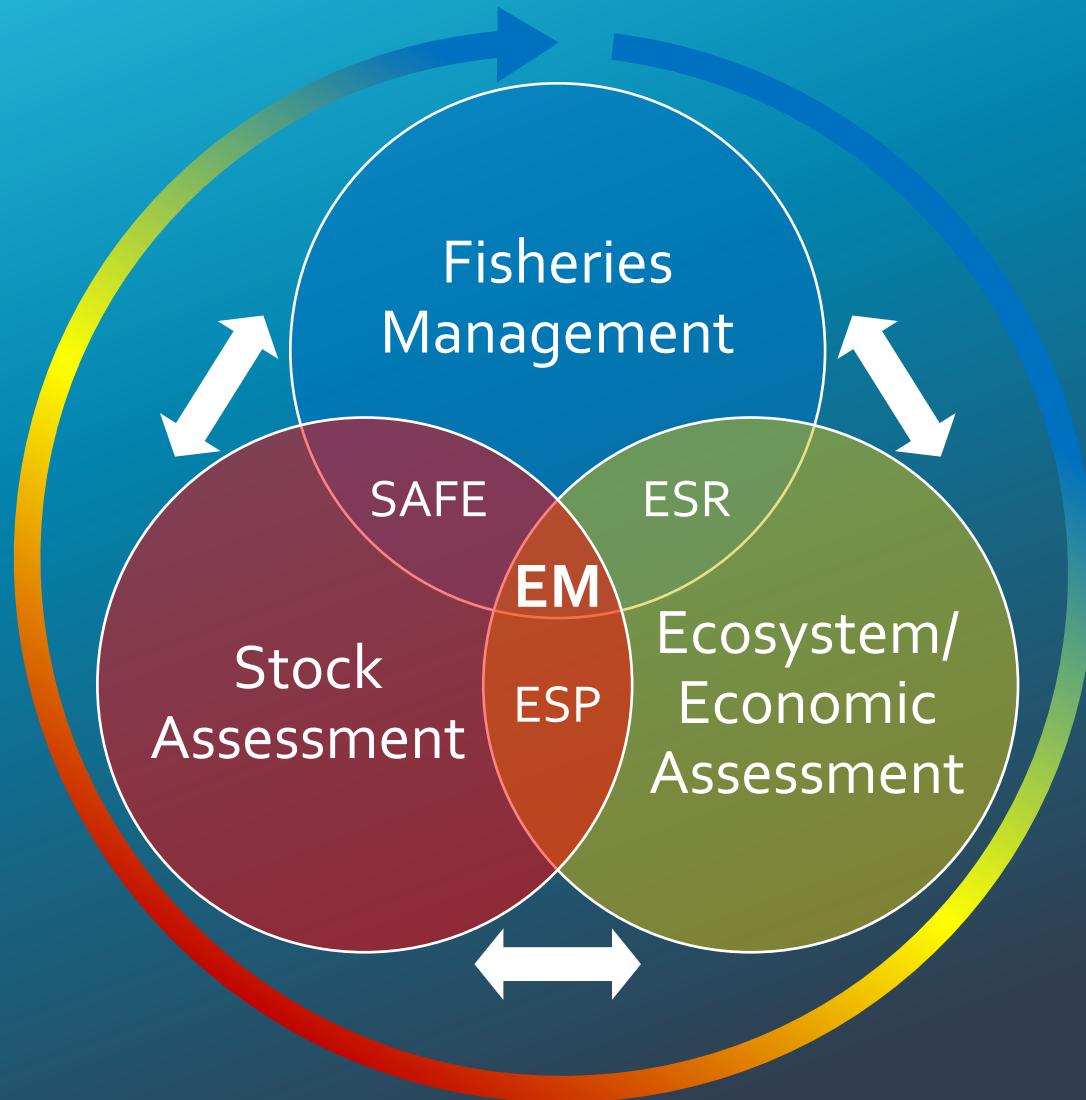 Fisheries
Management
SAFE
ESR
EM
Stock
Assessment
ESP
Ecosystem/
Economic
Assessment